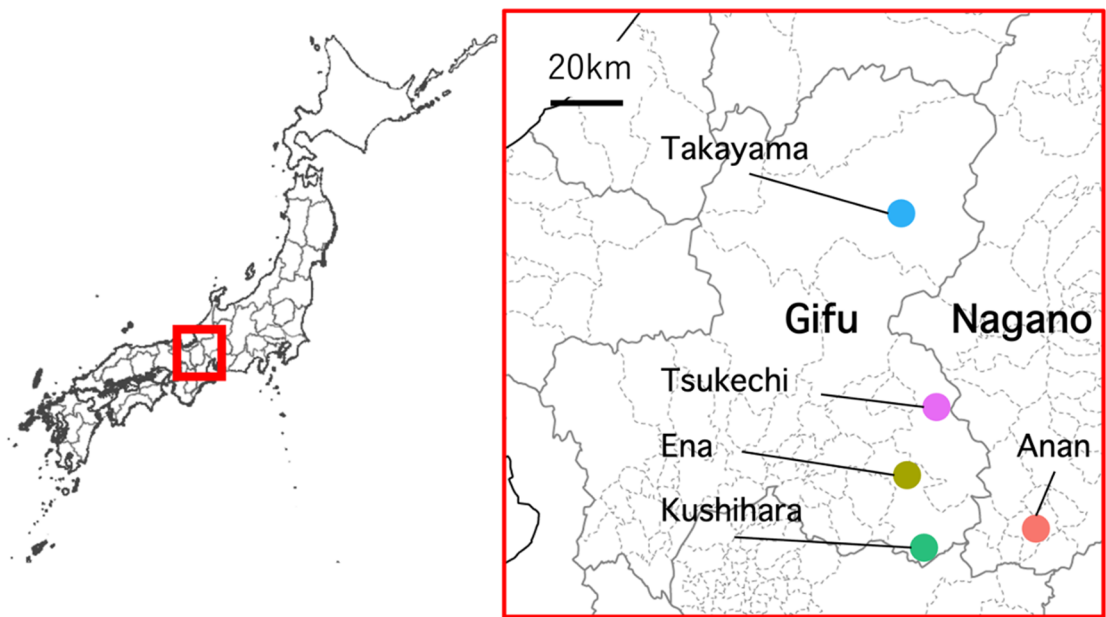 20km
Takayama
Gifu
Nagano
Tsukechi
Ena
Anan
Kushihara